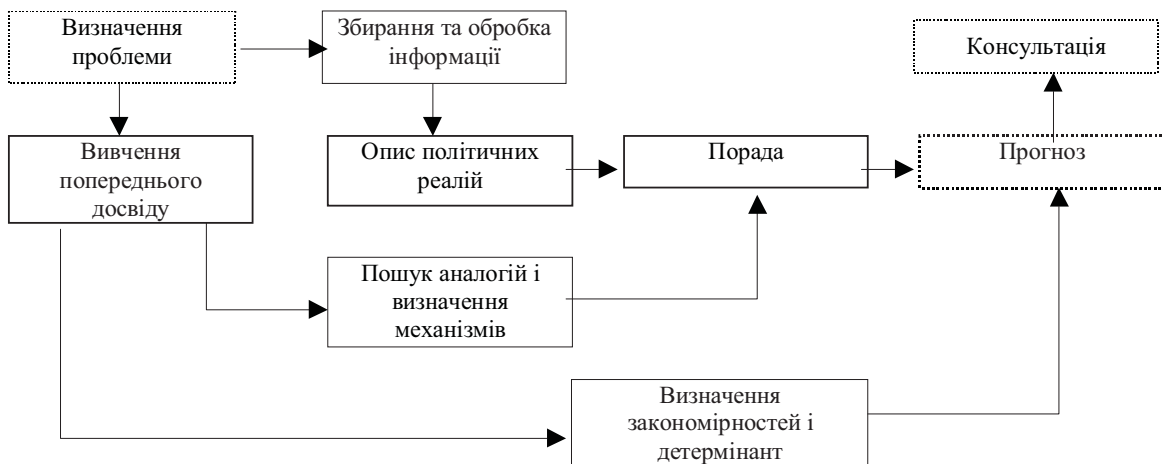 Визначення
проблеми
Збирання та обробка
інформації
Консультація
Вивчення
попереднього
досвіду
Опис політичних
реалій
Порада
Прогноз
Пошук аналогій і
визначення
механізмів
Визначення
закономірностей і
детермінант